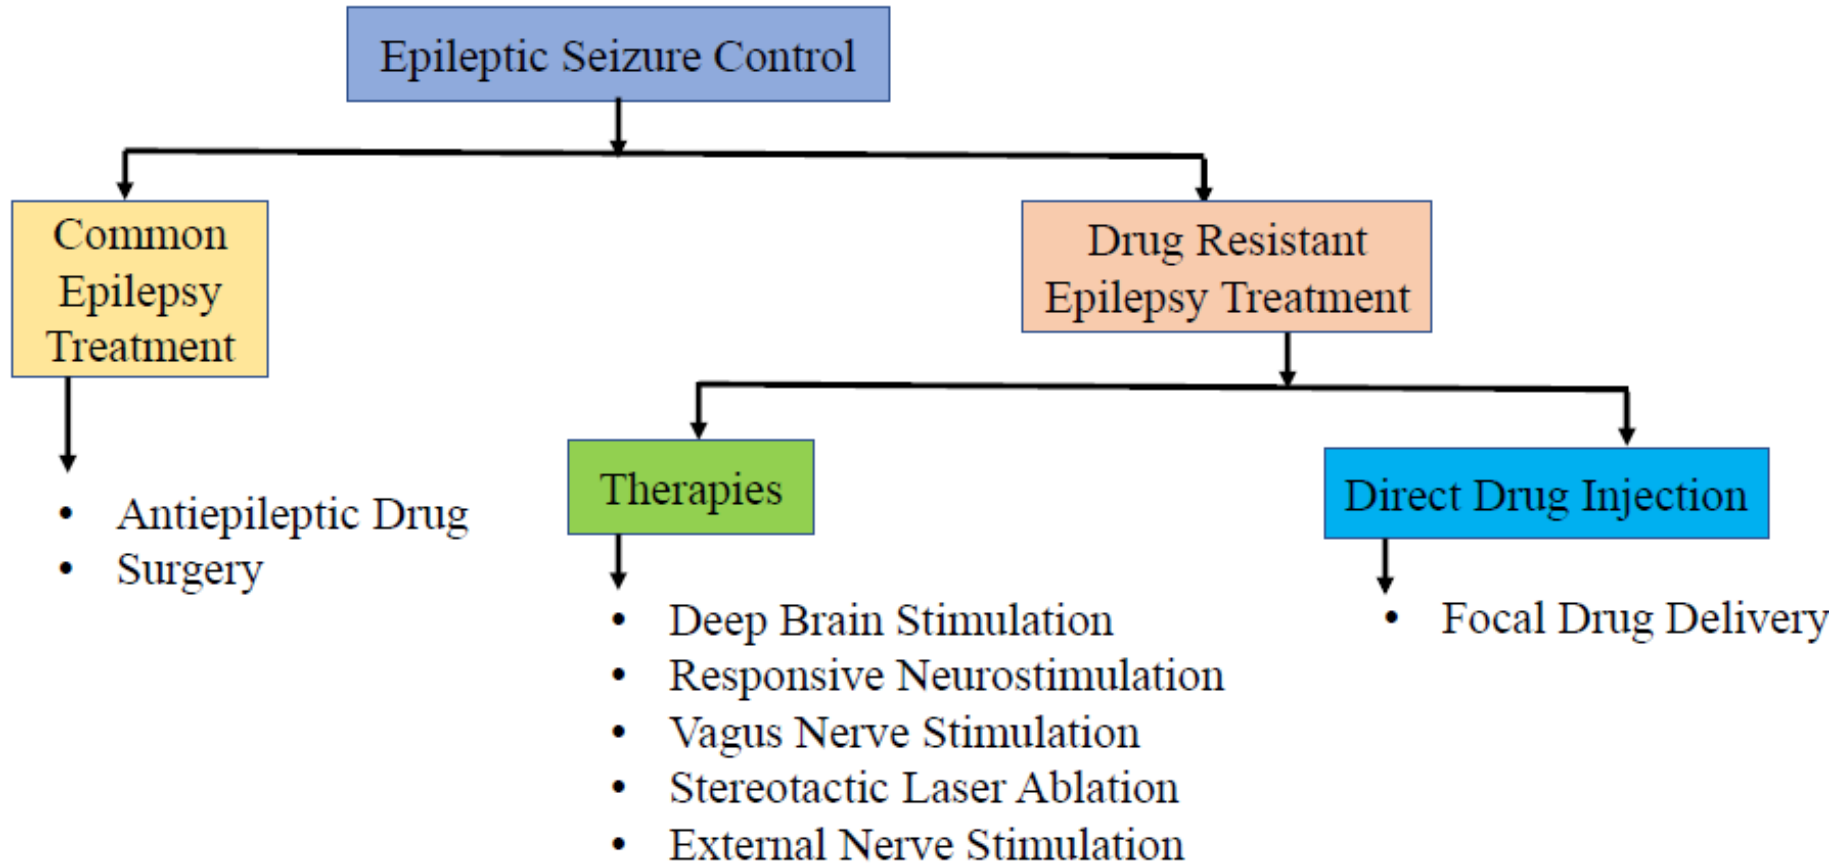 Epileptic Seizure Control
Common
Epilepsy
Treatment
Drug Resistant
Epilepsy Treatment
• Antiepileptic Drug
• Surgery
Therapies
• Deep Brain Stimulation
• Responsive Neurostimulation
• Vagus Nerve Stimulation
• Stereotactic Laser Ablation
• External Nerve Stimulation
Direct Drug Injection
• Focal Drug Delivery